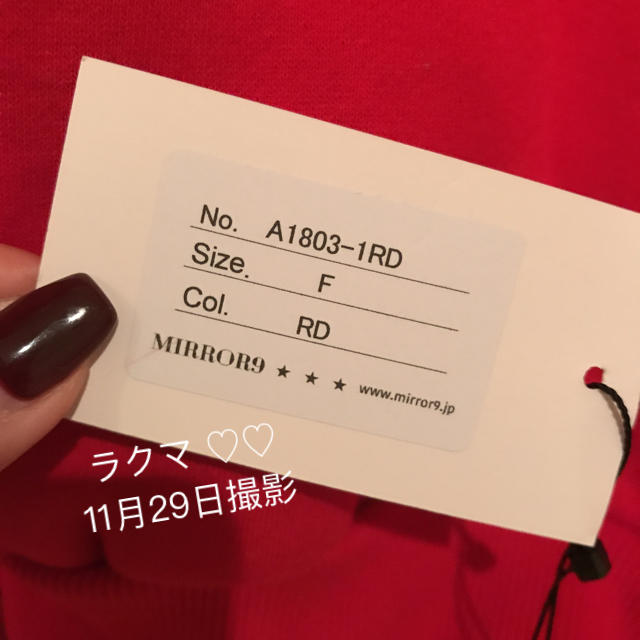 No. A1803-1RD
Size. F
Col. RD
MIRROR9 ★ ★ ★ www.mirror9.jp
ラクマ ♡♡
11月29日撮影